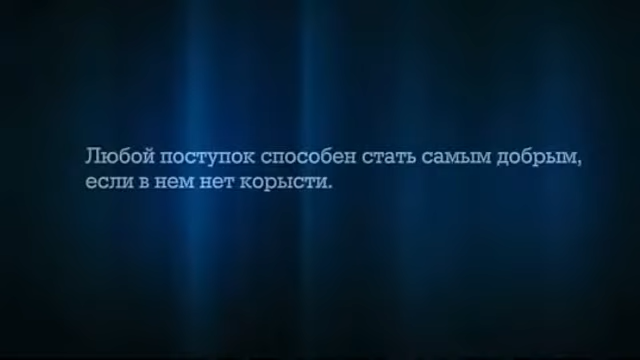 Любой поступок способен стать самым добрым,
если в нем нет корысти.